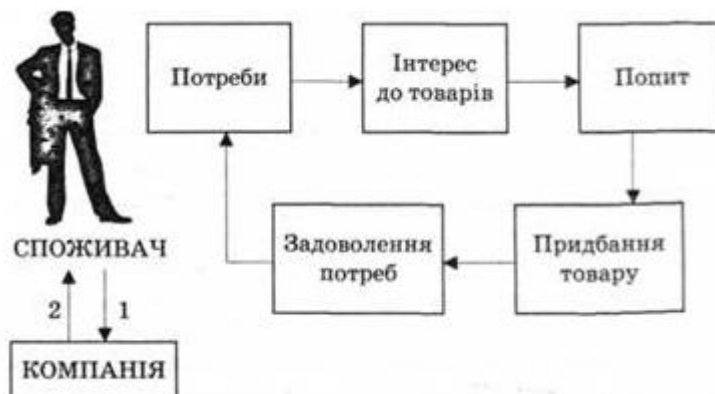 Потреби
Інтерес
до товарів
Попит
Задоволення
потреб
Придбання
товару
СПОЖИВАЧ
2
1
КОМПАНІЯ